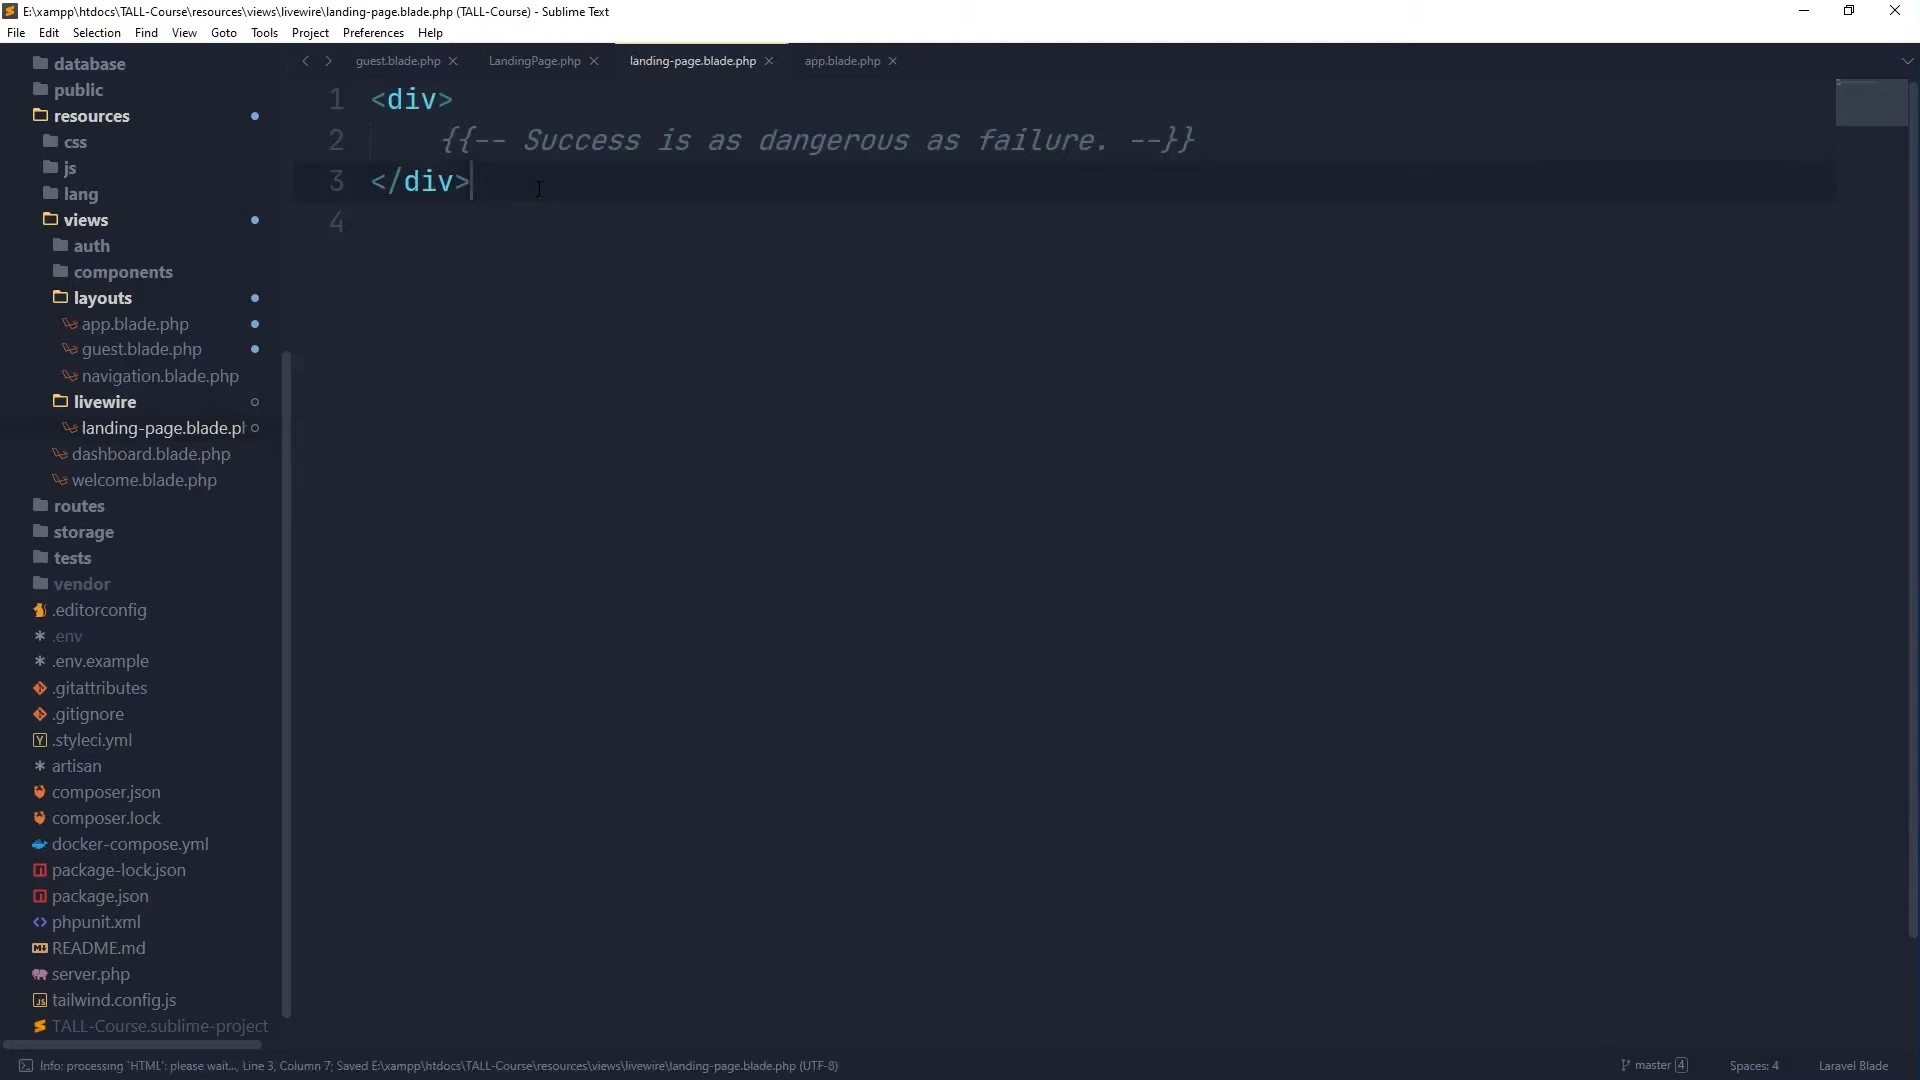 E:\xampp\htdocs\TALL-Course\resources\views\livewire\landing-page.blade.php (TALL-Course) - Sublime Text
File Edit Selection Find View Goto Tools Project Preferences Help
database
public
resources
css
js
lang
views
auth
components
layouts
app.blade.php
guest.blade.php
navigation.blade.php
livewire
landing-page.blade.ph
dashboard.blade.php
welcome.blade.php
routes
storage
tests
vendor
.editorconfig
.env
.env.example
.gitattributes
.gitignore
.styleci.yml
artisan
composer.json
composer.lock
docker-compose.yml
package-lock.json
package.json
phpunit.xml
README.md
server.php
tailwind.config.js
TALL-Course.sublime-project
guest.blade.php LandingPage.php landing-page.blade.php app.blade.php
1 <div>
2 {{-- Success is as dangerous as failure. --}}
3 </div>
4
Info: processing `HTML': please wait..., Line 3, Column 7; Saved E:\xampp\htdocs\TALL-Course\resources\views\livewire\landing-page.blade.php (UTF-8)
master 4 Spaces: 4 Laravel Blade